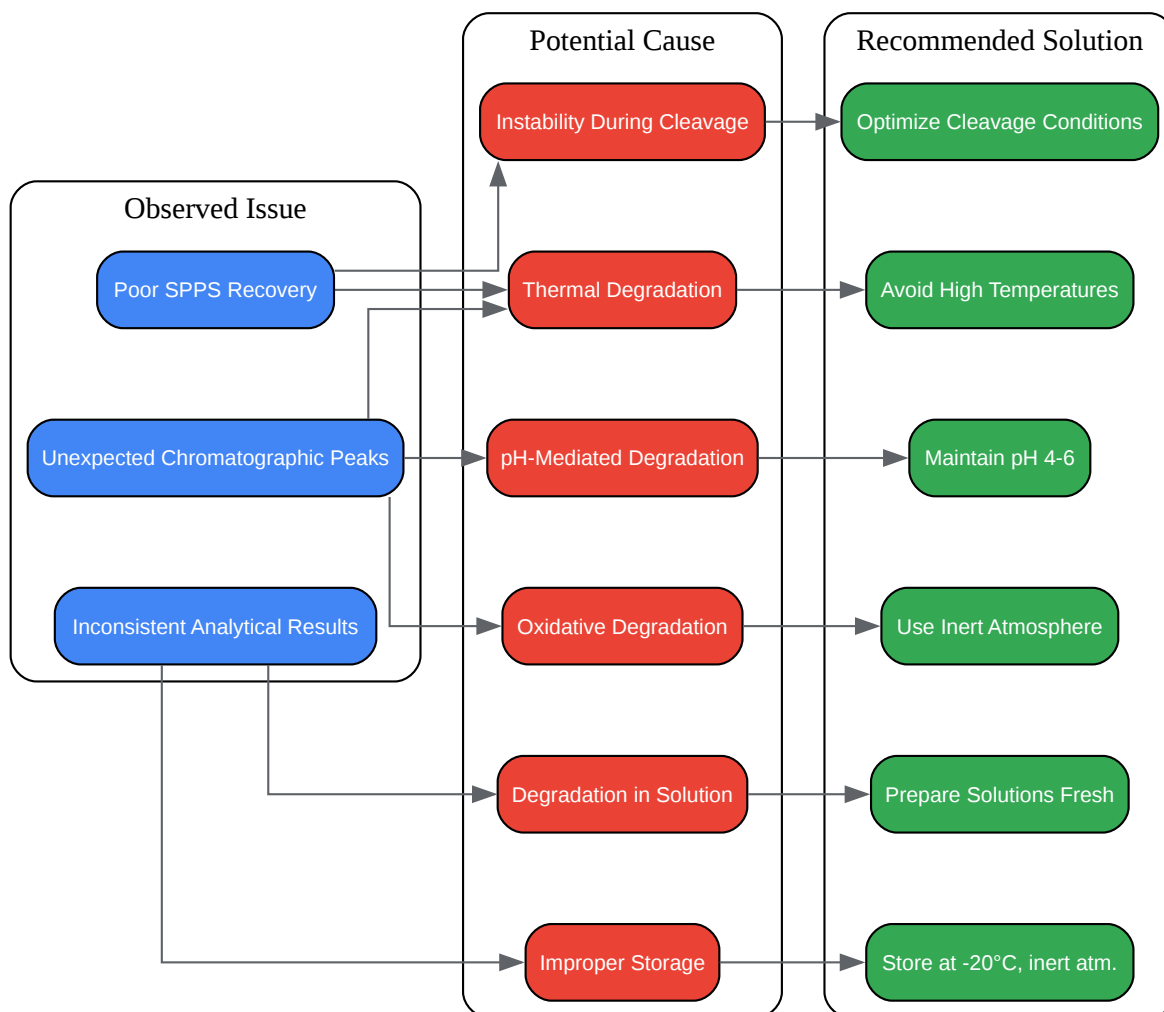 Potential Cause
Recommended Solution
Instability During Cleavage
Optimize Cleavage Conditions
Observed Issue
Poor SPPS Recovery
Thermal Degradation
Avoid High Temperatures
Unexpected Chromatographic Peaks
pH-Mediated Degradation
Maintain pH 4-6
Inconsistent Analytical Results
Oxidative Degradation
Use Inert Atmosphere
Degradation in Solution
Prepare Solutions Fresh
Improper Storage
Store at -20°C, inert atm.